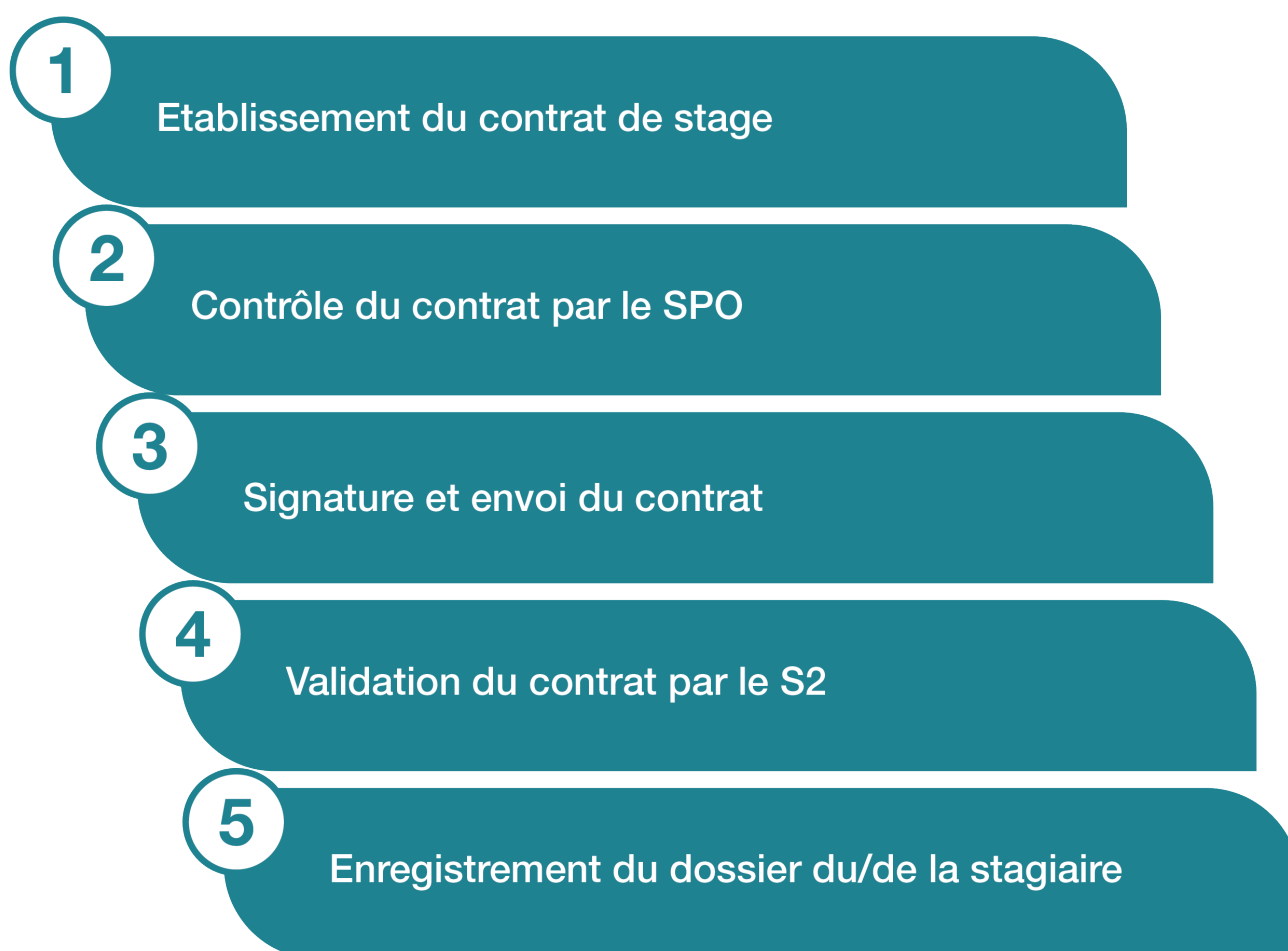 1
Etablissement du contrat de stage
2
Contrôle du contrat par le SPO
3
Signature et envoi du contrat
4
Validation du contrat par le S2
5
Enregistrement du dossier du/de la stagiaire